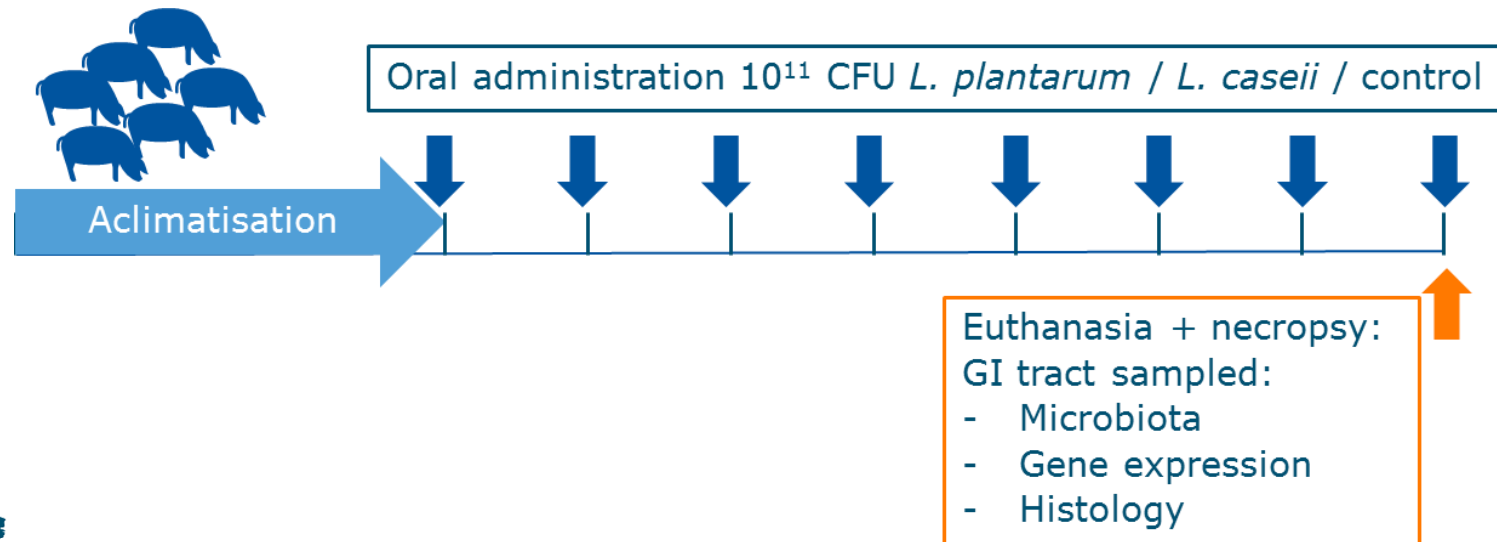 Oral administration 10¹¹ CFU L. plantarum / L. caseii / control
Aclimatisation
Euthanasia + necropsy:
GI tract sampled:
- Microbiota
- Gene expression
- Histology